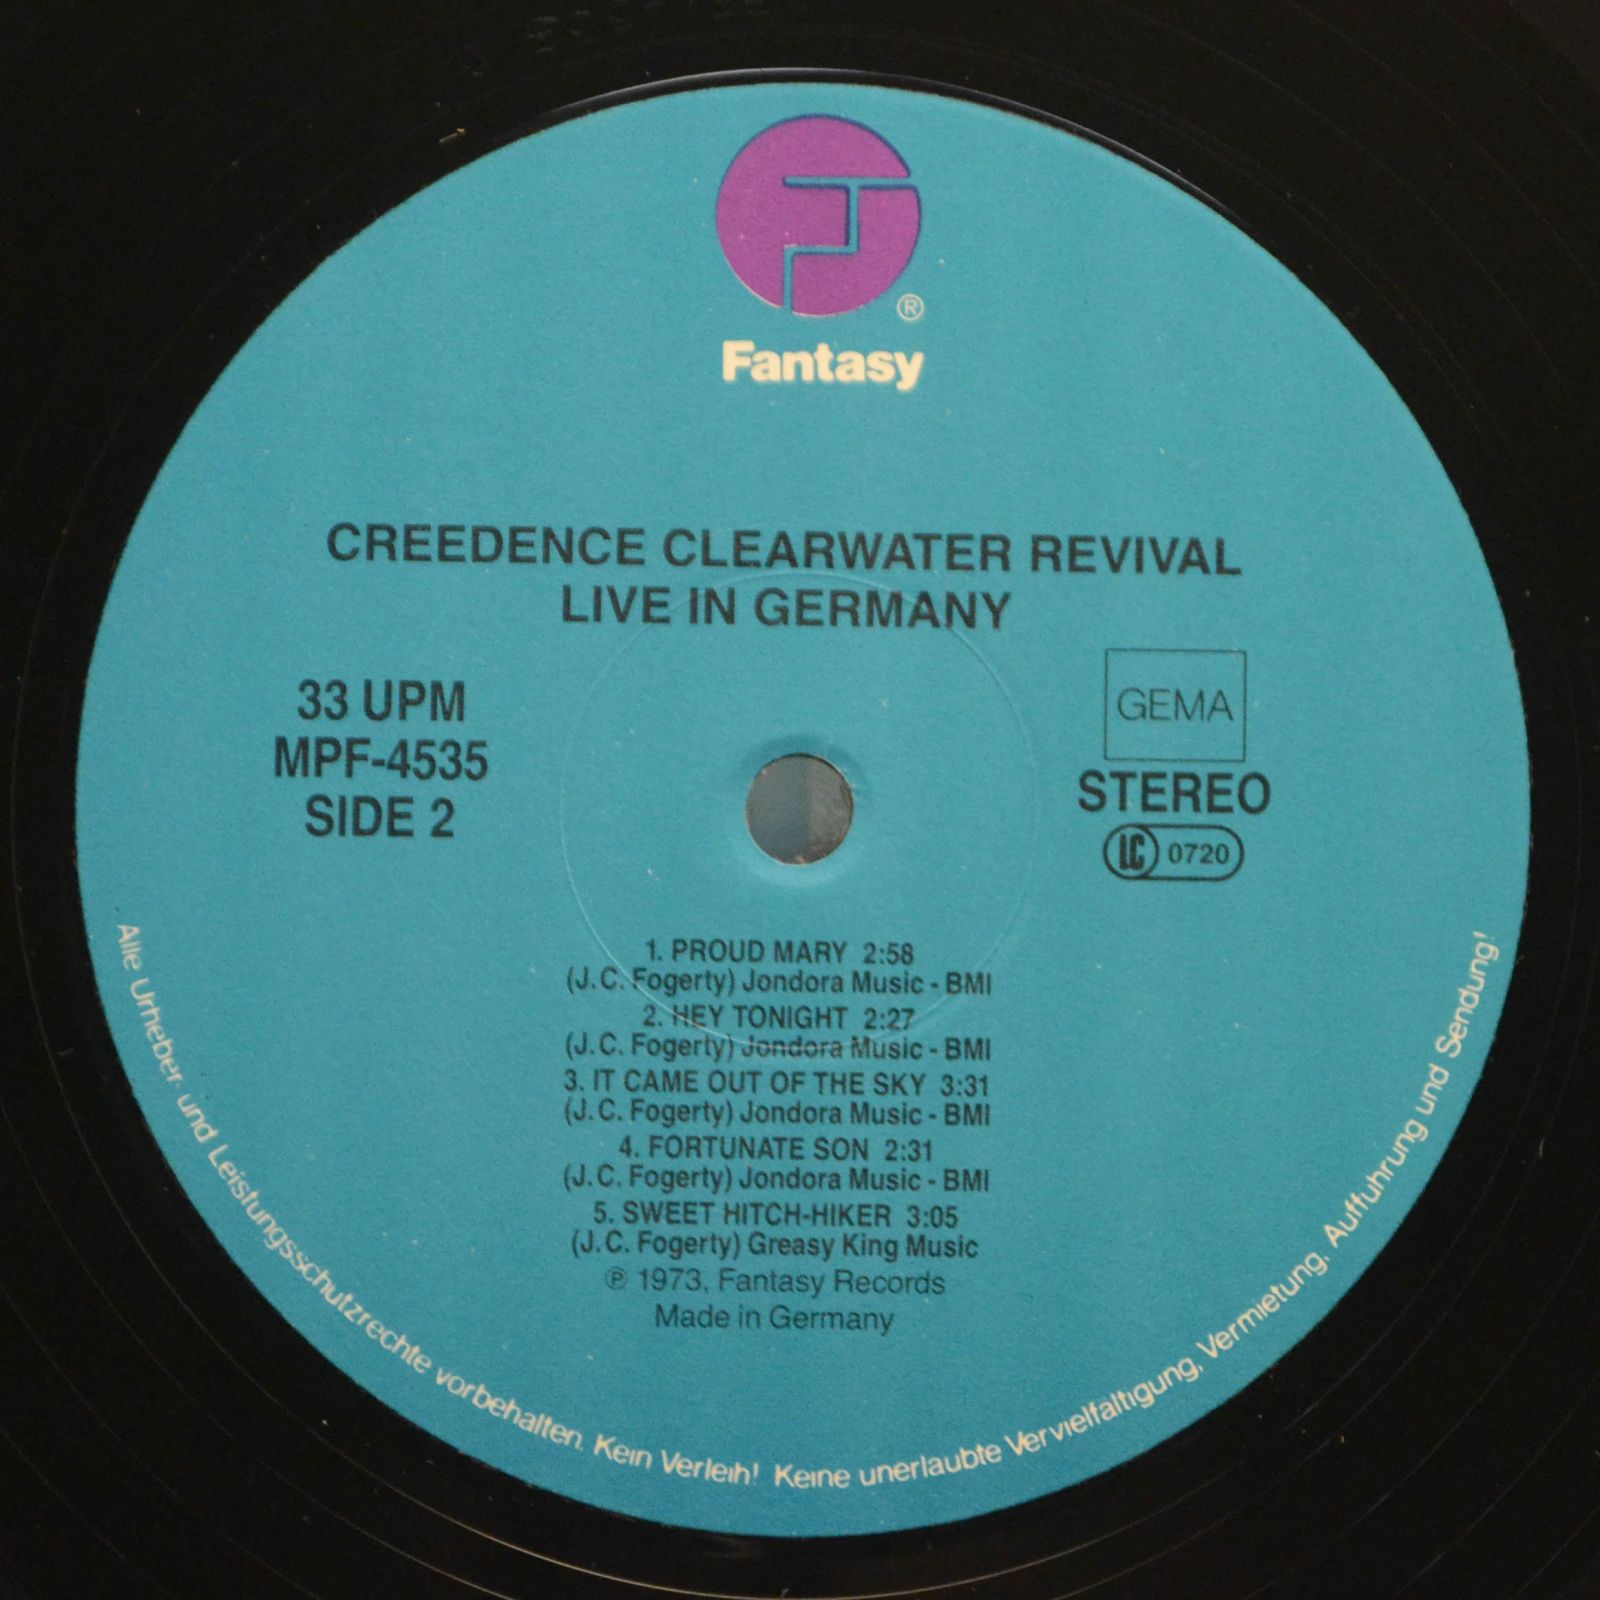 ®
Fantasy
CREEDENCE CLEARWATER REVIVAL
LIVE IN GERMANY
33 UPM
MPF-4535
SIDE 2
GEMA
STEREO
LC 0720
1. PROUD MARY 2:58
(J.C. Fogerty) Jondora Music - BMI
2. HEY TONIGHT 2:27
(J.C. Fogerty) Jondora Music - BMI
3. IT CAME OUT OF THE SKY 3:31
(J.C. Fogerty) Jondora Music - BMI
4. FORTUNATE SON 2:31
(J.C. Fogerty) Jondora Music - BMI
5. SWEET HITCH-HIKER 3:05
(J.C. Fogerty) Greasy King Music
℗ 1973, Fantasy Records
Made in Germany
Alle Urheber- und Leistungsschutzrechte vorbehalten. Kein Verleih! Keine unerlaubte Vervielfältigung, Vermietung, Aufführung und Sendung!